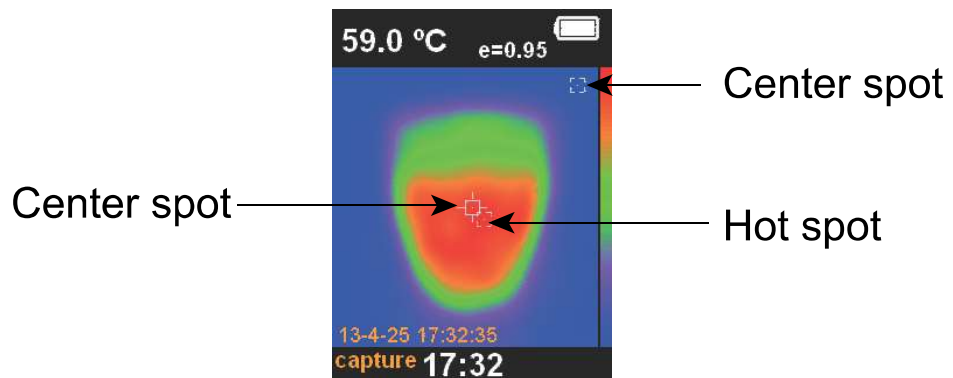 59.0 ºC
e=0.95
Center spot
Center spot
Hot spot
13-4-25 17:32:35
capture 17:32